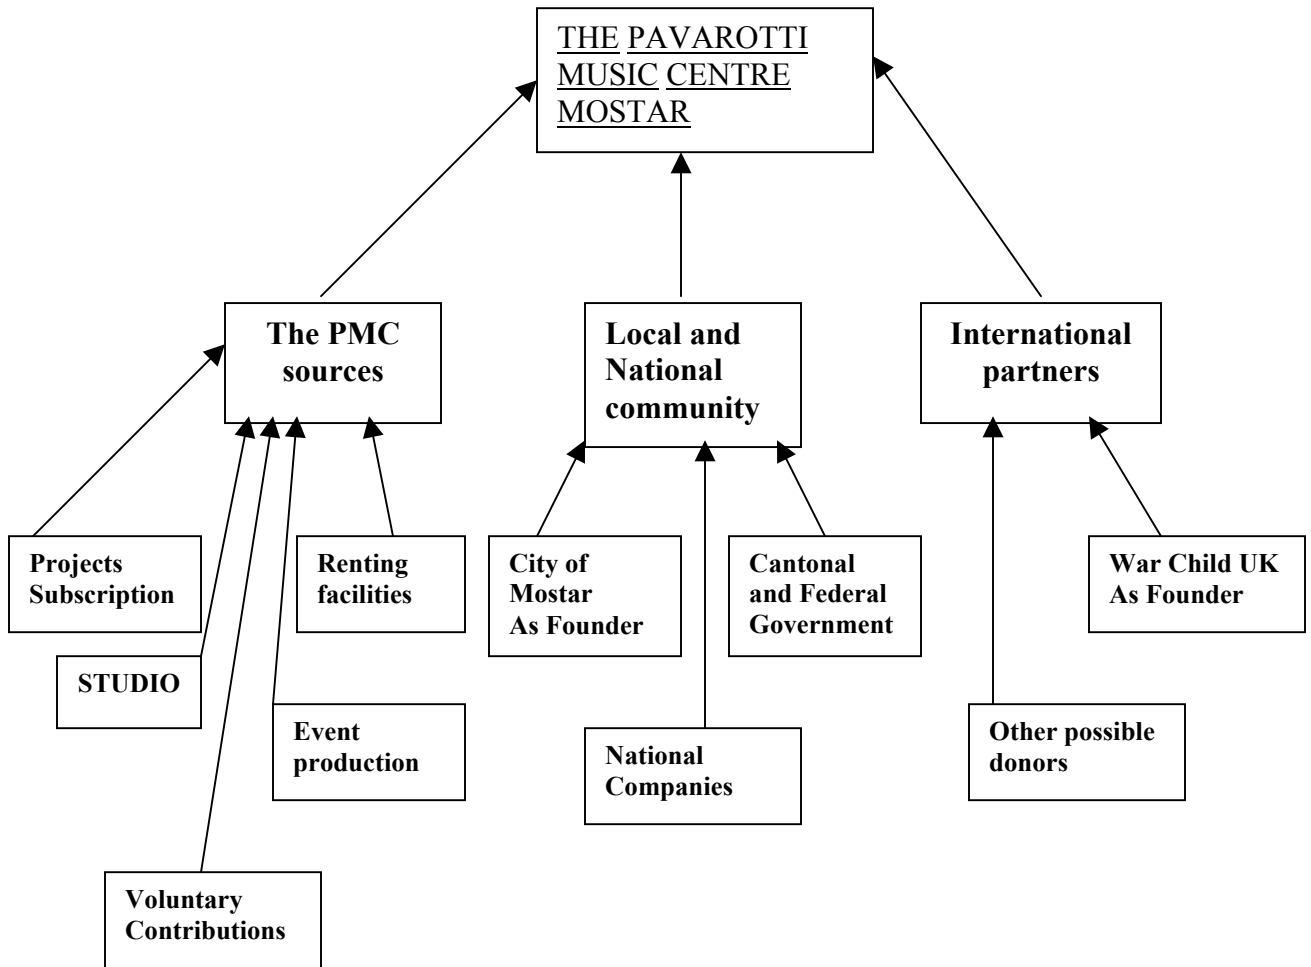 THE PAVAROTTI
MUSIC CENTRE
MOSTAR
The PMC
sources
Local and
National
community
International
partners
Projects
Subscription
Renting
facilities
City of
Mostar
As Founder
Cantonal
and Federal
Government
War Child UK
As Founder
STUDIO
Event
production
National
Companies
Other possible
donors
Voluntary
Contributions